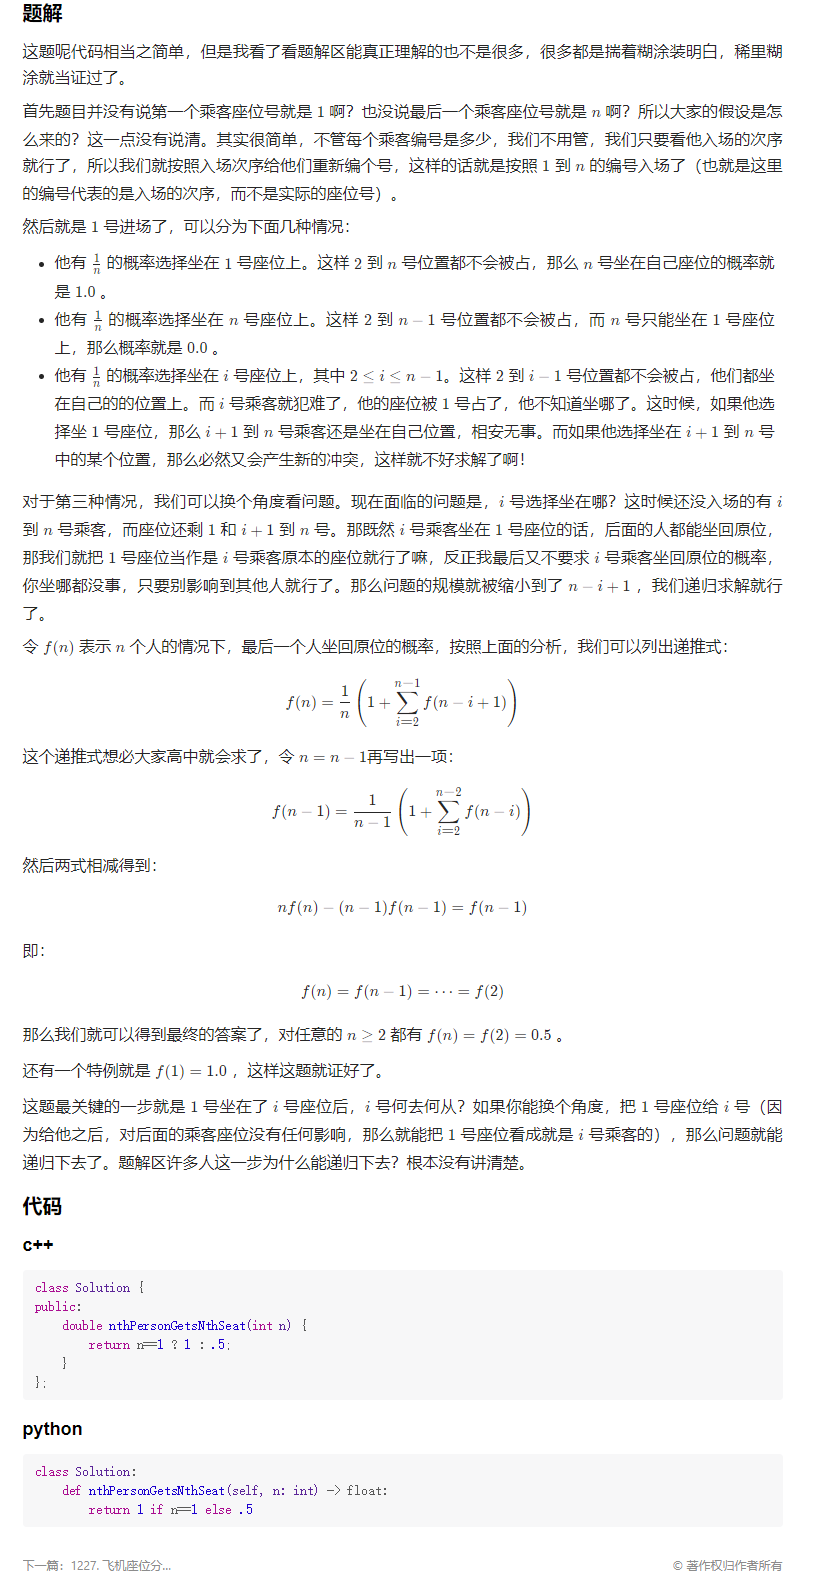 题解
这题呢代码相当之简单，但是我看了看题解区能真正理解的也不是很多，很多都是揣着糊涂装明白，稀里糊
涂就当证过了。
首先题目并没有说第一个乘客座位号就是 1 啊？也没说最后一个乘客座位号就是 n 啊？所以大家的假设是怎
么来的？这一点没有说清。其实很简单，不管每个乘客编号是多少，我们不用管，我们只要看他入场的次序
就行了，所以我们就按照入场次序给他们重新编个号，这样的话就是按照 1 到 n 的编号入场了（也就是这里
的编号代表的是入场的次序，而不是实际的座位号）。
然后就是 1 号进场了，可以分为下面几种情况：
• 他有 1/n 的概率选择坐在 1 号座位上。这样 2 到 n 号位置都不会被占，那么 n 号坐在自己座位的概率就
是 1.0 。
• 他有 1/n 的概率选择坐在 n 号座位上。这样 2 到 n − 1 号位置都不会被占，而 n 号只能坐在 1 号座位
上，那么概率就是 0.0 。
• 他有 1/n 的概率选择坐在 i 号座位上，其中 2 ≤ i ≤ n − 1。这样 2 到 i − 1 号位置都不会被占，他们都坐
在自己的的位置上。而 i 号乘客就犯难了，他的座位被 1 号占了，他不知道坐哪了。这时候，如果他选
择坐 1 号座位，那么 i + 1 到 n 号乘客还是坐在自己位置，相安无事。而如果他选择坐在 i + 1 到 n 号
中的某个位置，那么必然又会产生新的冲突，这样就不好求解了啊！
对于第三种情况，我们可以换个角度看问题。现在面临的问题是，i 号选择坐在哪？这时候还没入场的有 i
到 n 号乘客，而座位还剩 1 和 i + 1 到 n 号。那既然 i 号乘客坐在 1 号座位的话，后面的人都能坐回原位，
那我们就把 1 号座位当作是 i 号乘客原本的座位就行了嘛，反正我最后又不要求 i 号乘客坐回原位的概率，
你坐哪都没事，只要别影响到其他人就行了。那么问题的规模就被缩小到了 n − i + 1 ，我们递归求解就行
了。
令 f(n) 表示 n 个人的情况下，最后一个人坐回原位的概率，按照上面的分析，我们可以列出递推式：
f(n) = 1/n (1 + ∑_{i=2}^{n−1} f(n − i + 1))
这个递推式想必大家高中就会求了，令 n = n − 1再写出一项：
f(n − 1) = 1/(n − 1) (1 + ∑_{i=2}^{n−2} f(n − i))
然后两式相减得到：
nf(n) − (n − 1)f(n − 1) = f(n − 1)
即：
f(n) = f(n − 1) = ··· = f(2)
那么我们就可以得到最终的答案了，对任意的 n ≥ 2 都有 f(n) = f(2) = 0.5 。
还有一个特例就是 f(1) = 1.0 ，这样这题就证好了。
这题最关键的一步就是 1 号坐在了 i 号座位后，i 号何去何从？如果你能换个角度，把 1 号座位给 i 号（因
为给他之后，对后面的乘客座位没有任何影响，那么就能把 1 号座位看成就是 i 号乘客的），那么问题就能
递归下去了。题解区许多人这一步为什么能递归下去？根本没有讲清楚。
代码
c++
class Solution {
public:
    double nthPersonGetsNthSeat(int n) {
        return n==1 ? 1 : .5;
    }
};
python
class Solution:
    def nthPersonGetsNthSeat(self, n: int) -> float:
        return 1 if n==1 else .5
下一篇：1227. 飞机座位分... © 著作权归作者所有